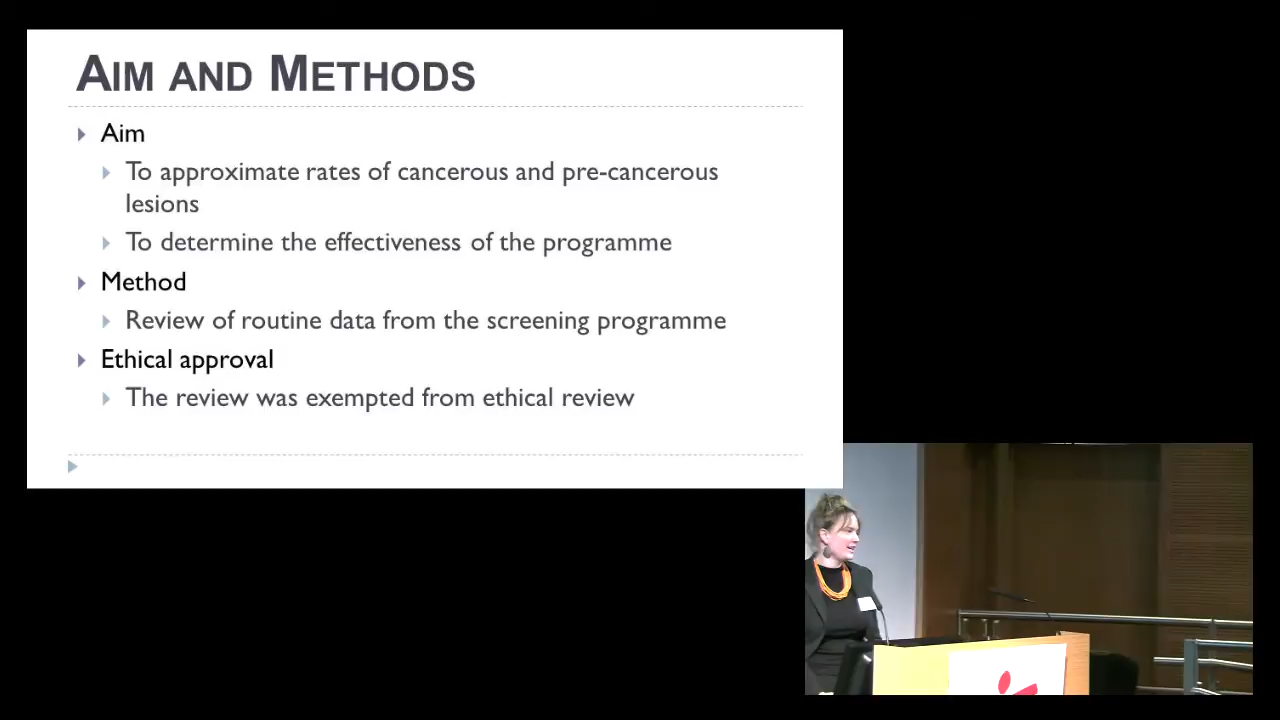 AIM AND METHODS
Aim
To approximate rates of cancerous and pre-cancerous
lesions
To determine the effectiveness of the programme
Method
Review of routine data from the screening programme
Ethical approval
The review was exempted from ethical review